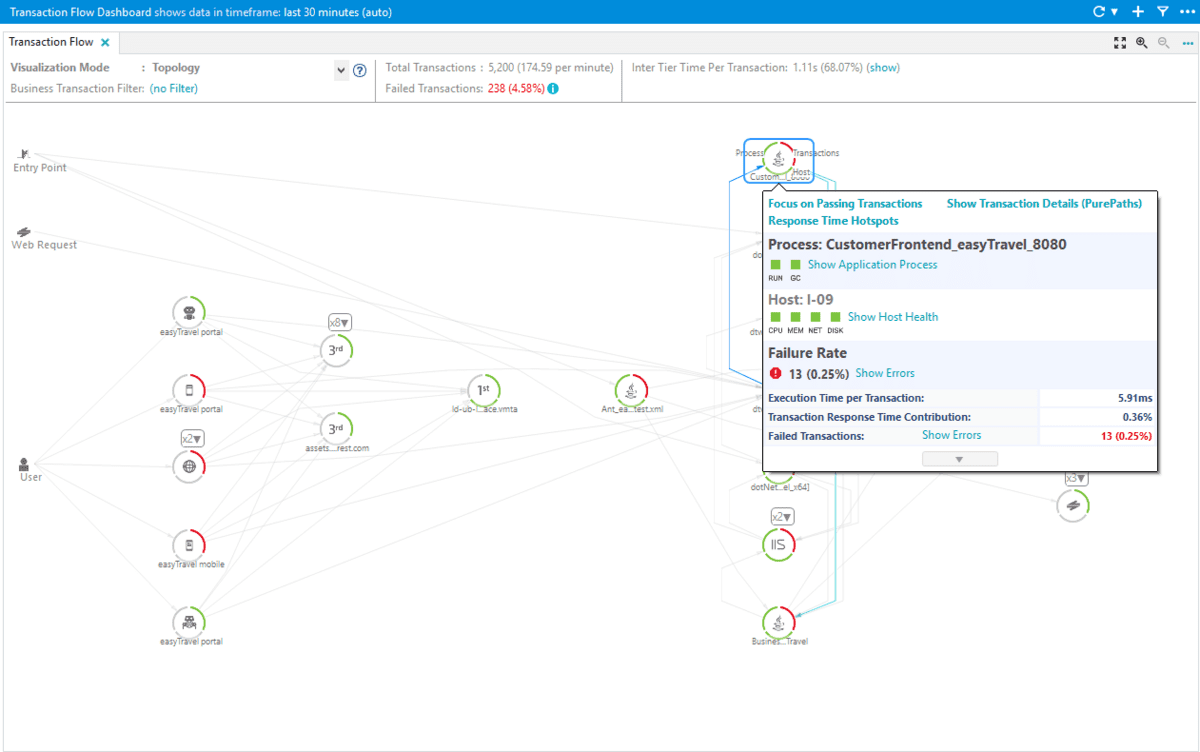 Transaction Flow Dashboard shows data in timeframe: last 30 minutes (auto)
Transaction Flow
Visualization Mode : Topology
Business Transaction Filter: (no Filter)
Total Transactions : 5,200 (174.59 per minute)
Failed Transactions: 238 (4.58%)
Inter Tier Time Per Transaction: 1.11s (68.07%) (show)
Entry Point
Web Request
User
easyTravel portal
easyTravel portal
x2
easyTravel mobile
easyTravel portal
x8
3rd
3rd
assets....rest.com
1st
ld-ub-l...ace.vmta
Ant_ea...test.xml
Process
Transactions
Host
Custom...l_8080
Focus on Passing Transactions
Show Transaction Details (PurePaths)
Response Time Hotspots
Process: CustomerFrontend_easyTravel_8080
Show Application Process
RUN GC
Host: I-09
Show Host Health
CPU MEM NET DISK
Failure Rate
13 (0.25%) Show Errors
Execution Time per Transaction: 5.91ms
Transaction Response Time Contribution: 0.36%
Failed Transactions: Show Errors 13 (0.25%)
do
dtw
dtv
dotNet...el_x64]
x3
x2
IIS
Busines...Travel